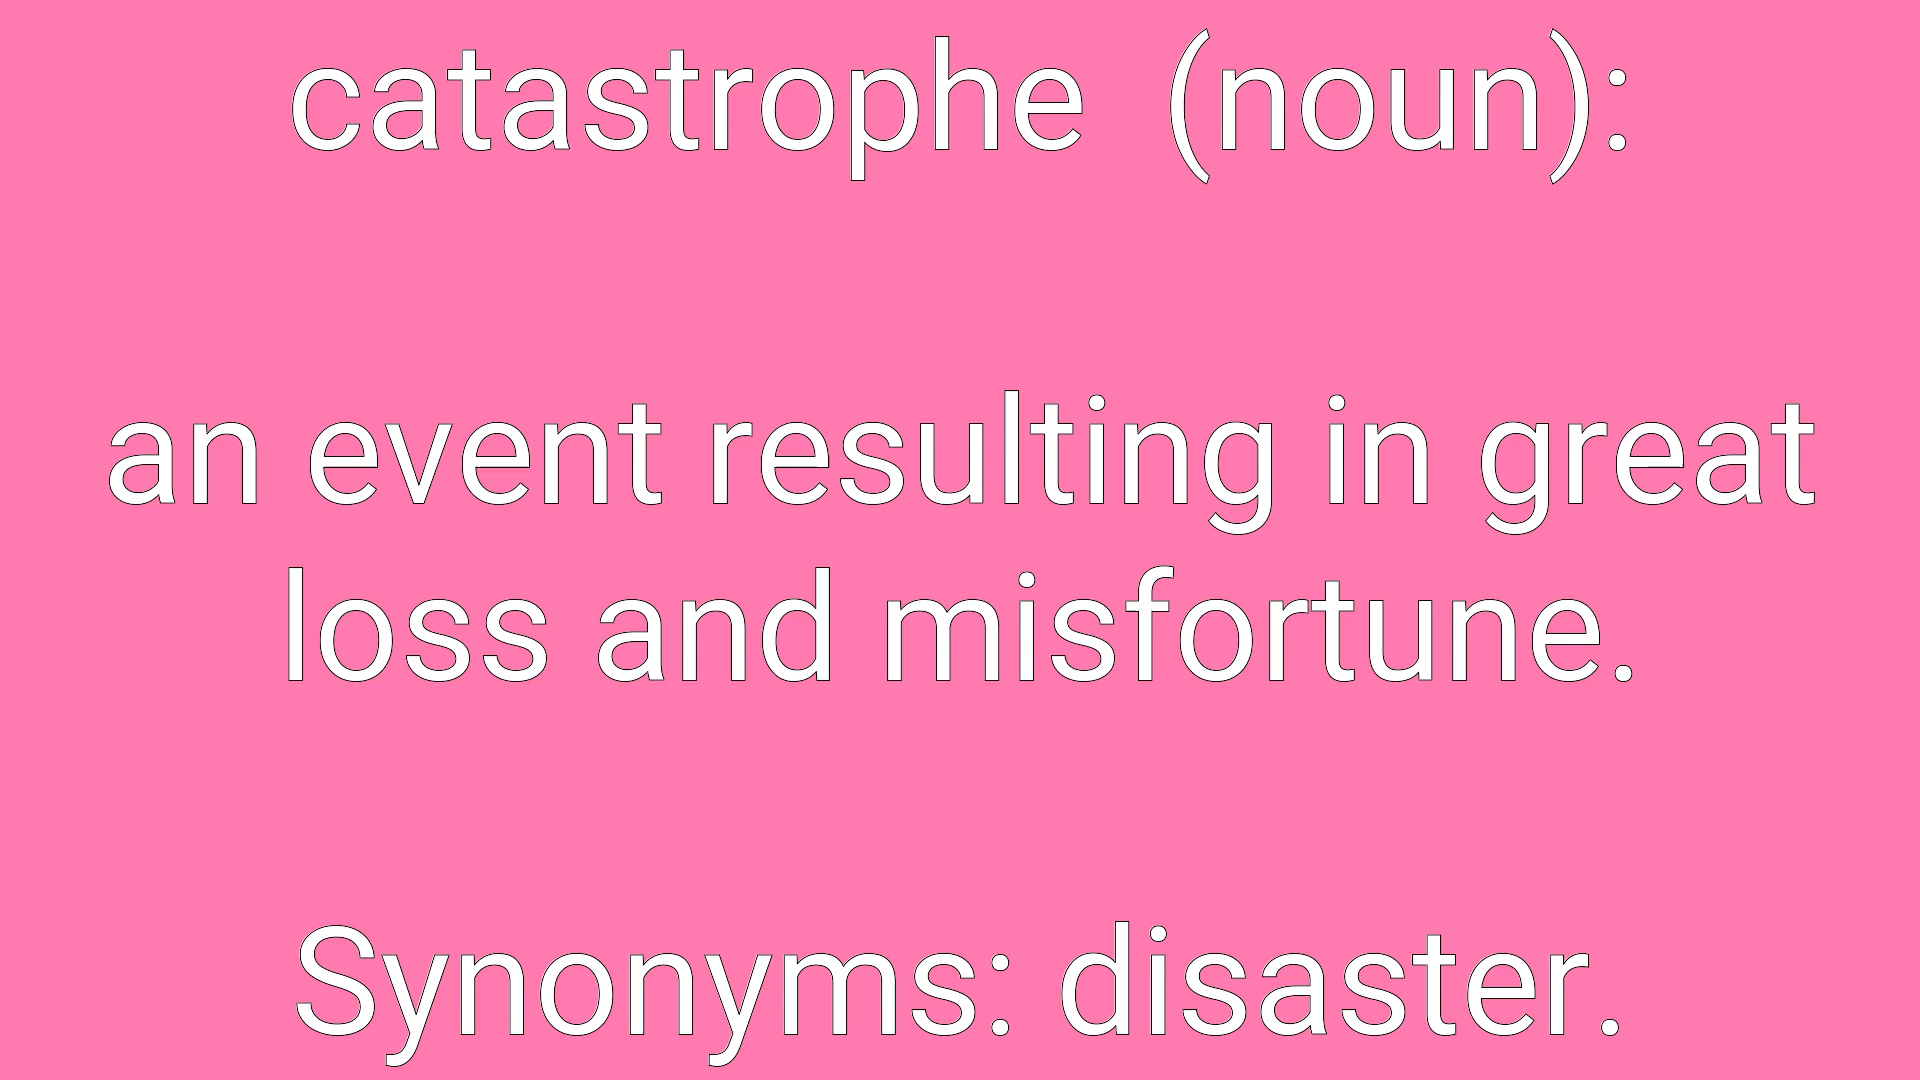 catastrophe  (noun):
an event resulting in great
loss and misfortune.
Synonyms: disaster.